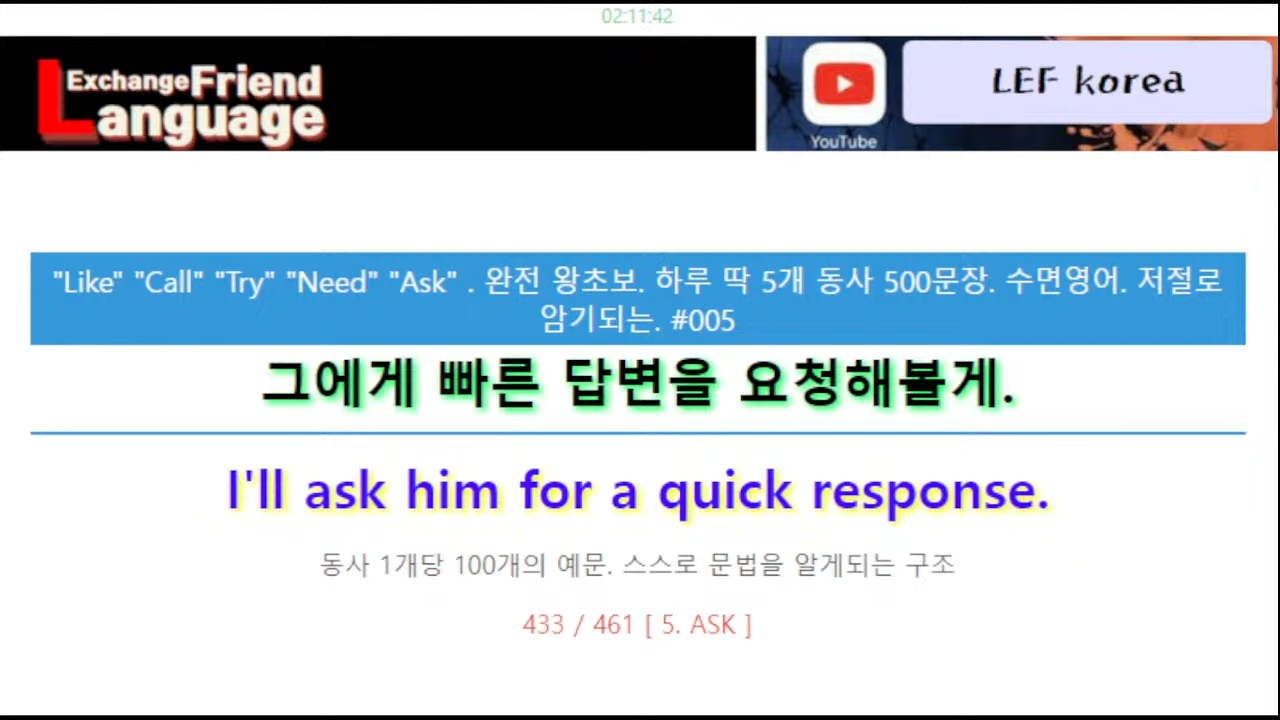 02:11:42
ExchangeFriend
Language
LEF korea
YouTube
"Like" "Call" "Try" "Need" "Ask" . 완전 왕초보. 하루 딱 5개 동사 500문장. 수면영어. 저절로
암기되는. #005
그에게 빠른 답변을 요청해볼게.
I'll ask him for a quick response.
동사 1개당 100개의 예문. 스스로 문법을 알게되는 구조
433 / 461 [ 5. ASK ]